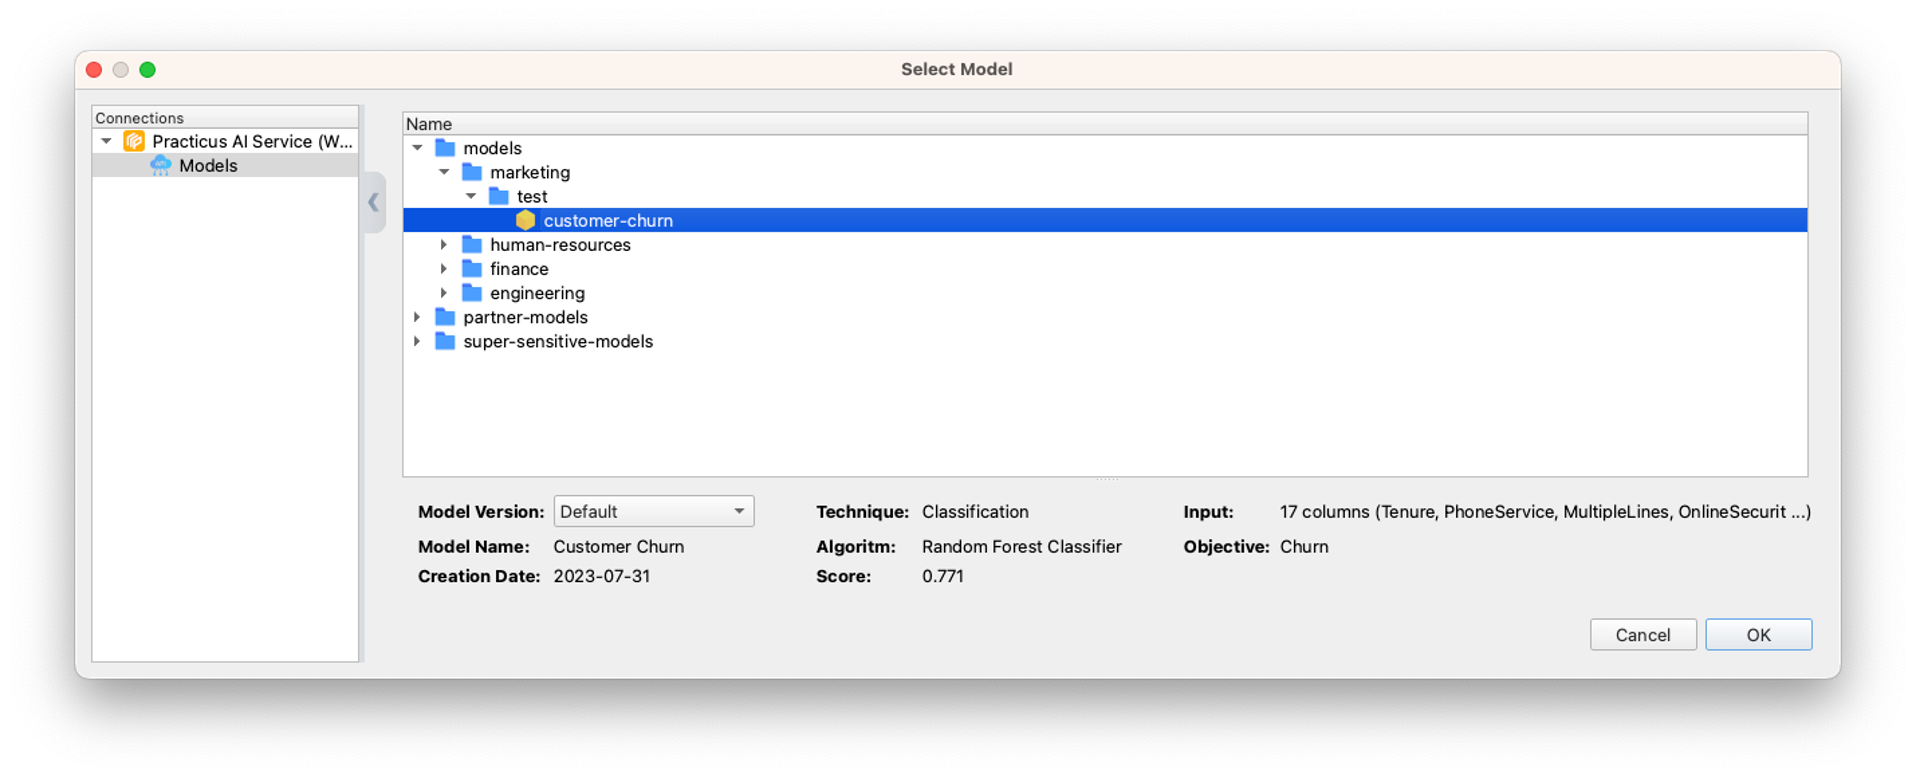 Select Model
Connections
Practicus AI Service (W...
Models
Name
models
marketing
test
customer-churn
human-resources
finance
engineering
partner-models
super-sensitive-models
Model Version: Default Technique: Classification Input: 17 columns (Tenure, PhoneService, MultipleLines, OnlineSecurit ...)
Model Name: Customer Churn Algoritm: Random Forest Classifier Objective: Churn
Creation Date: 2023-07-31 Score: 0.771
Cancel OK